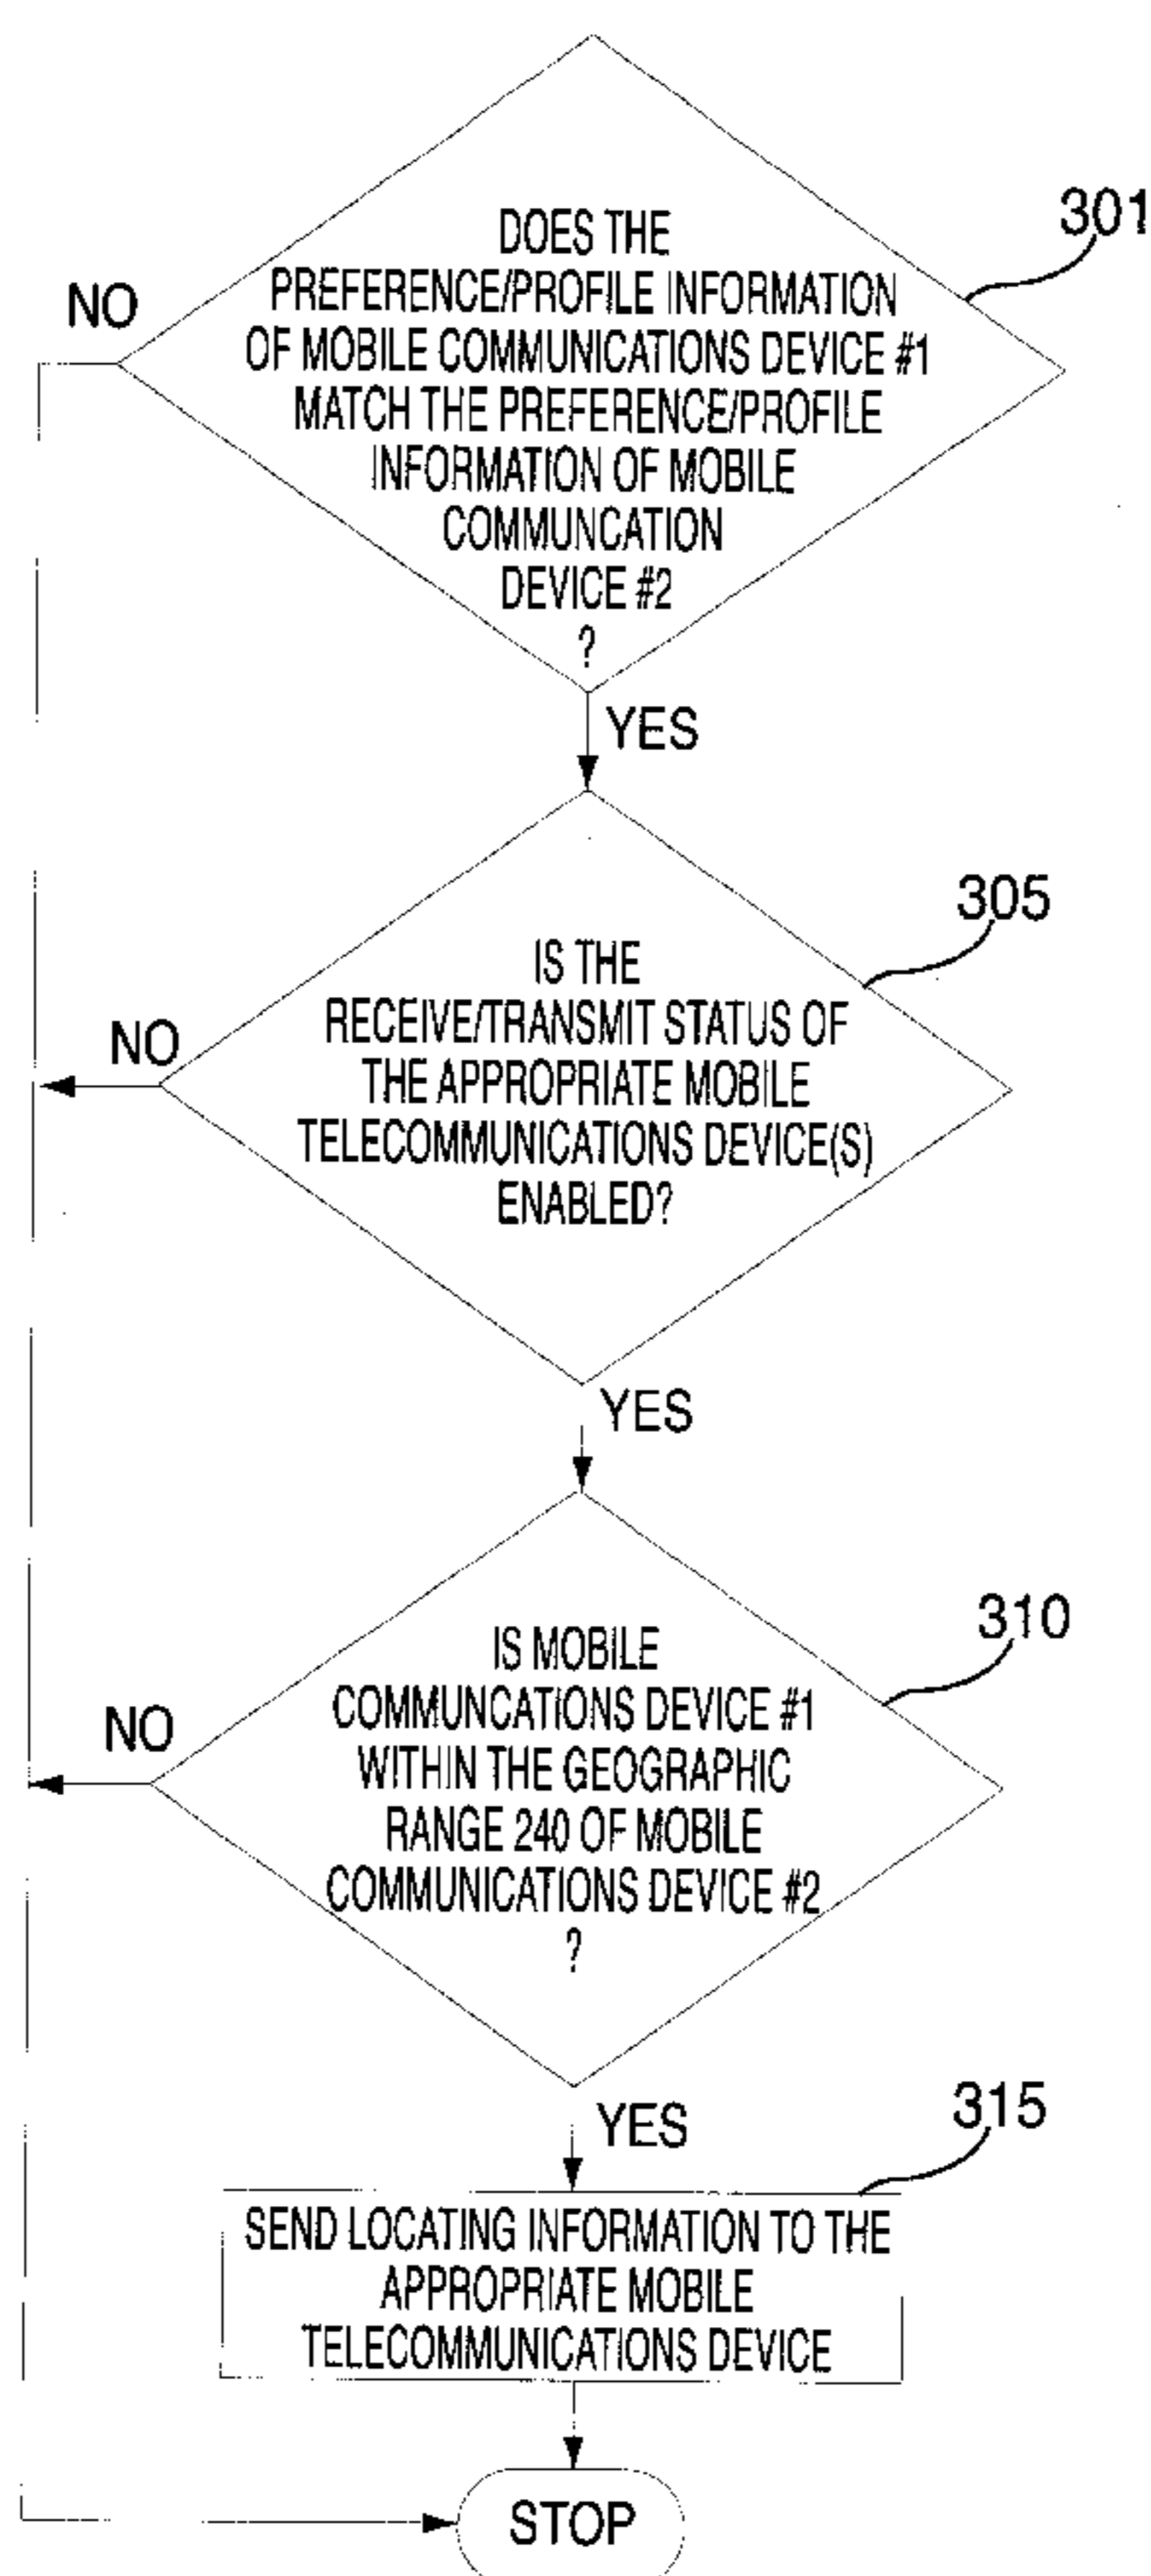 301
DOES THE
PREFERENCE/PROFILE INFORMATION
OF MOBILE COMMUNICATIONS DEVICE #1
MATCH THE PREFERENCE/PROFILE
INFORMATION OF MOBILE
COMMUNCATION
DEVICE #2
?
NO
YES
305
IS THE
RECEIVE/TRANSMIT STATUS OF
THE APPROPRIATE MOBILE
TELECOMMUNICATIONS DEVICE(S)
ENABLED?
NO
YES
310
IS MOBILE
COMMUNCATIONS DEVICE #1
WITHIN THE GEOGRAPHIC
RANGE 240 OF MOBILE
COMMUNICATIONS DEVICE #2
?
NO
YES
315
SEND LOCATING INFORMATION TO THE
APPROPRIATE MOBILE
TELECOMMUNICATIONS DEVICE
STOP